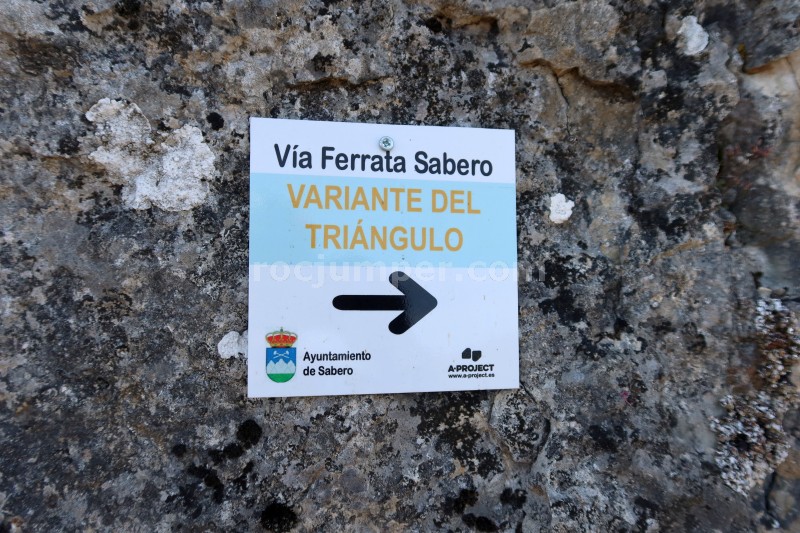 Vía Ferrata Sabero
VARIANTE DEL
TRIÁNGULO
rocjumper.com
Ayuntamiento
de Sabero
A-PROJECT
www.a-project.es